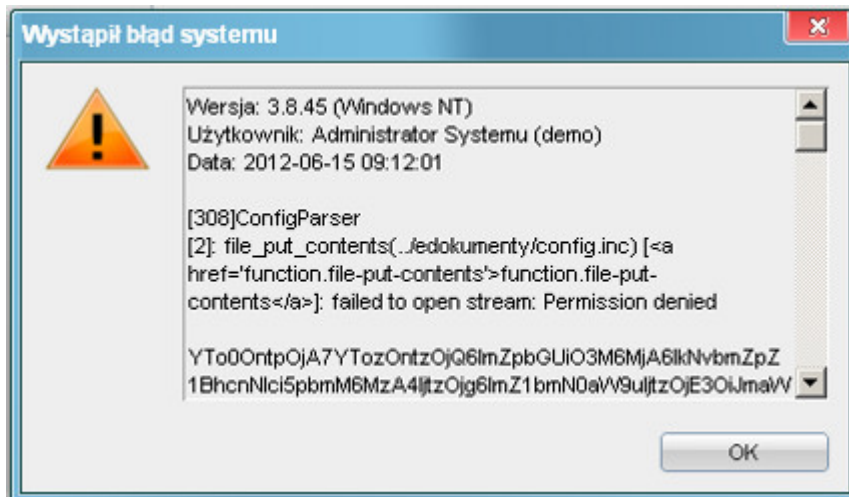 Wystąpił błąd systemu
Wersja: 3.8.45 (Windows NT)
Użytkownik: Administrator Systemu (demo)
Data: 2012-06-15 09:12:01
[308]ConfigParser
[2]: file_put_contents(../edokumenty/config.inc) [<a
href='function.file-put-contents'>function.file-put-
contents</a>]: failed to open stream: Permission denied
YTo0OntpOjA7YTozOntzOjQ6ImZpbGUiO3M6MjA6IkNvbmZpZ
1BhcnNlci5pbmM6MzA4IjtzOjg6ImZ1bmN0aW9uIjtzOjE3OiJmaW
OK